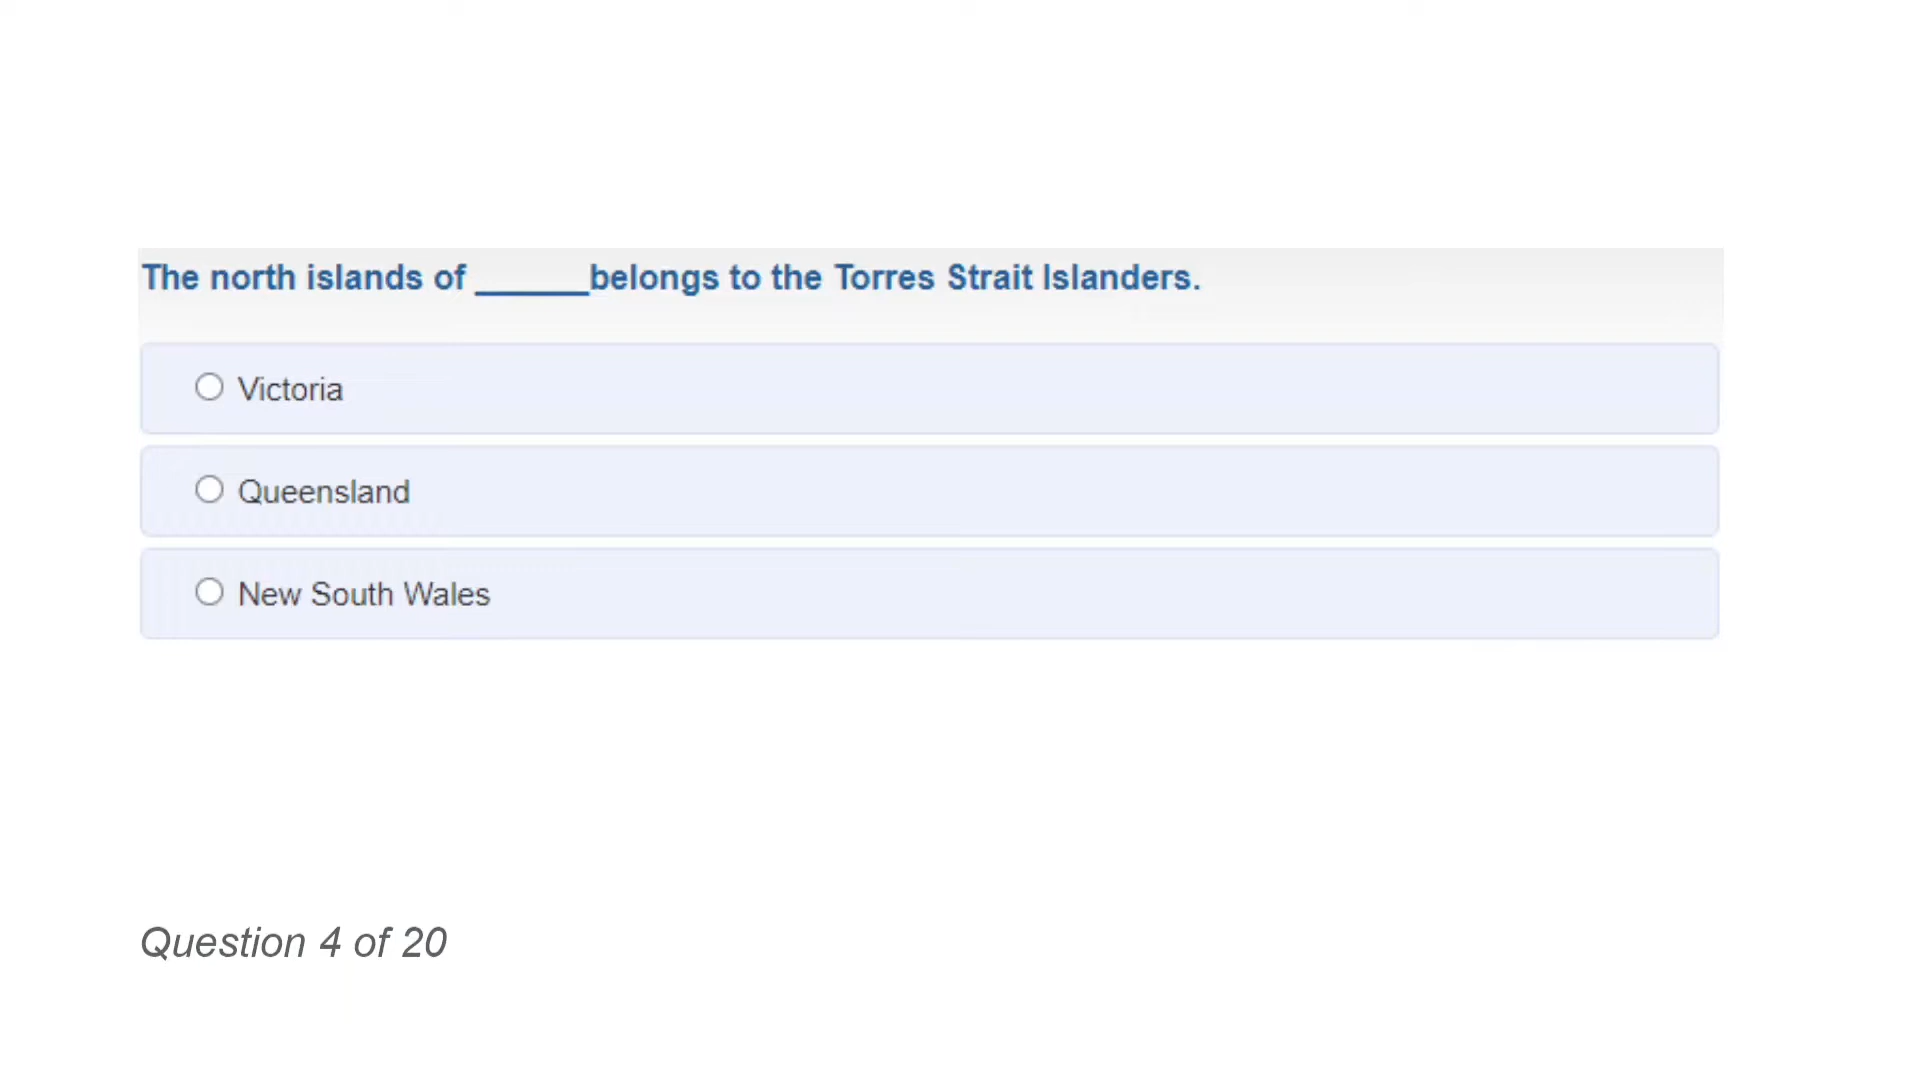 The north islands of ______belongs to the Torres Strait Islanders.
Victoria
Queensland
New South Wales
Question 4 of 20